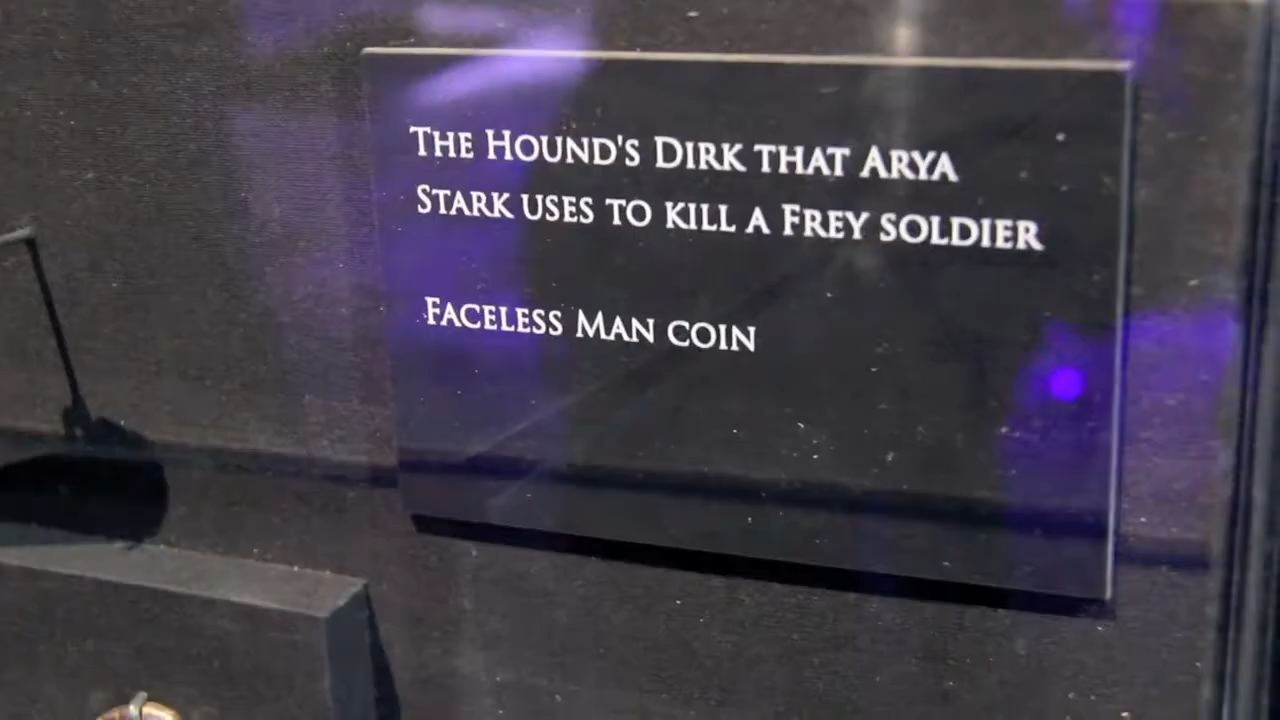 The Hound's Dirk that Arya
Stark uses to kill a Frey soldier
Faceless Man coin